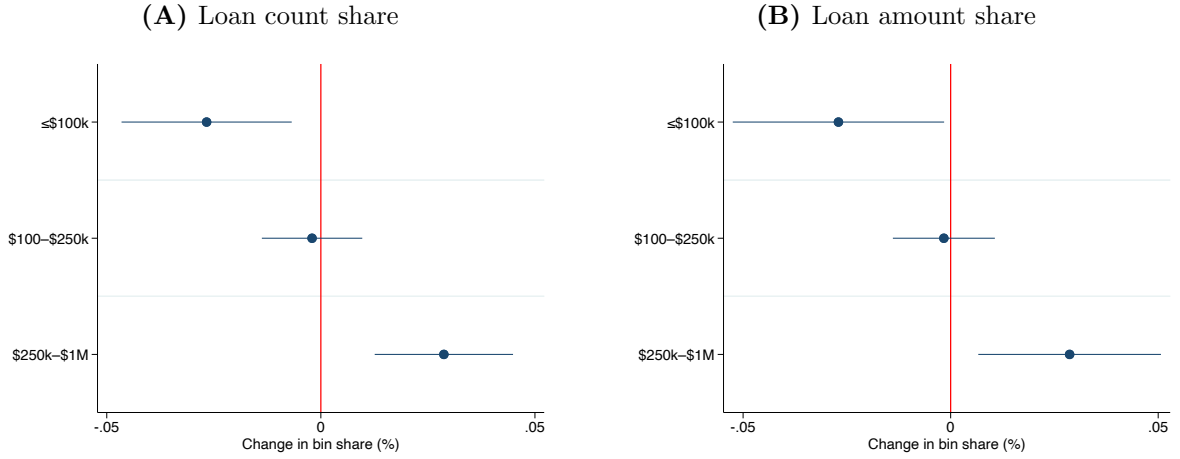 (A) Loan count share
≤$100k
$100–$250k
$250k–$1M
-.05 0 .05
Change in bin share (%)
(B) Loan amount share
≤$100k
$100–$250k
$250k–$1M
-.05 0 .05
Change in bin share (%)